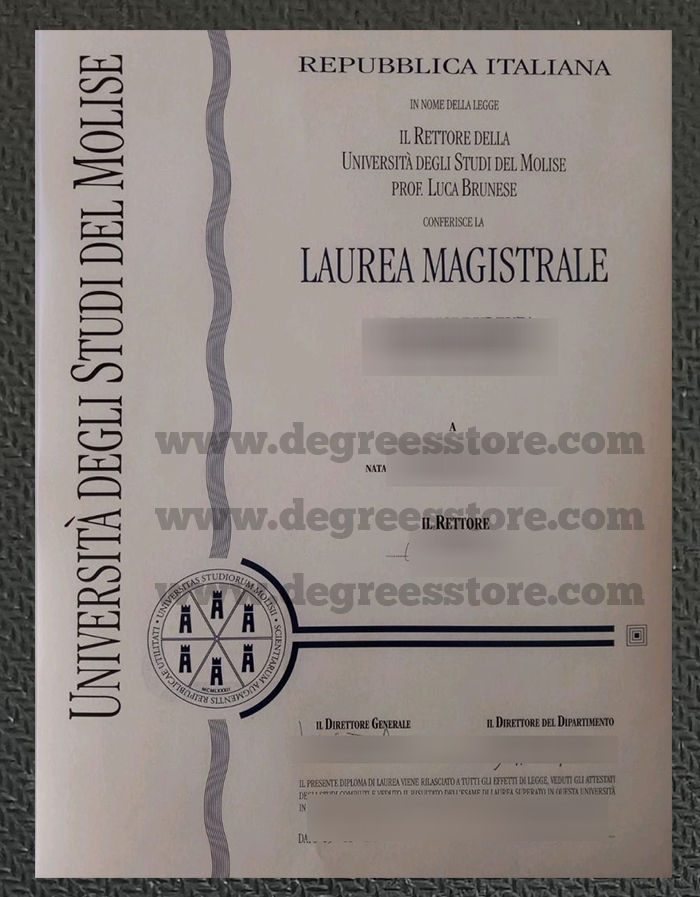 UNIVERSITÀ DEGLI STUDI DEL MOLISE
REPUBBLICA ITALIANA
IN NOME DELLA LEGGE
IL RETTORE DELLA
UNIVERSITÀ DEGLI STUDI DEL MOLISE
PROF. LUCA BRUNESE
CONFERISCE LA
LAUREA MAGISTRALE
A
www.degreesstore.com
NATA
www.degreesstore.com
IL RETTORE
www.degreesstore.com
UNIVERSITAS STUDIORUM MOLISII · SCIENTIARUM AUGMENTIS REIPUBLICAE UTILITATI ·
MCMLXXXII
IL DIRETTORE GENERALE
IL DIRETTORE DEL DIPARTIMENTO
IL PRESENTE DIPLOMA DI LAUREA VIENE RILASCIATO A TUTTI GLI EFFETTI DI LEGGE, VEDUTI GLI ATTESTATI
DEGLI STUDI COMPIUTI E VEDUTO IL RISULTATO DELL'ESAME DI LAUREA SUPERATO IN QUESTA UNIVERSITÀ
IN